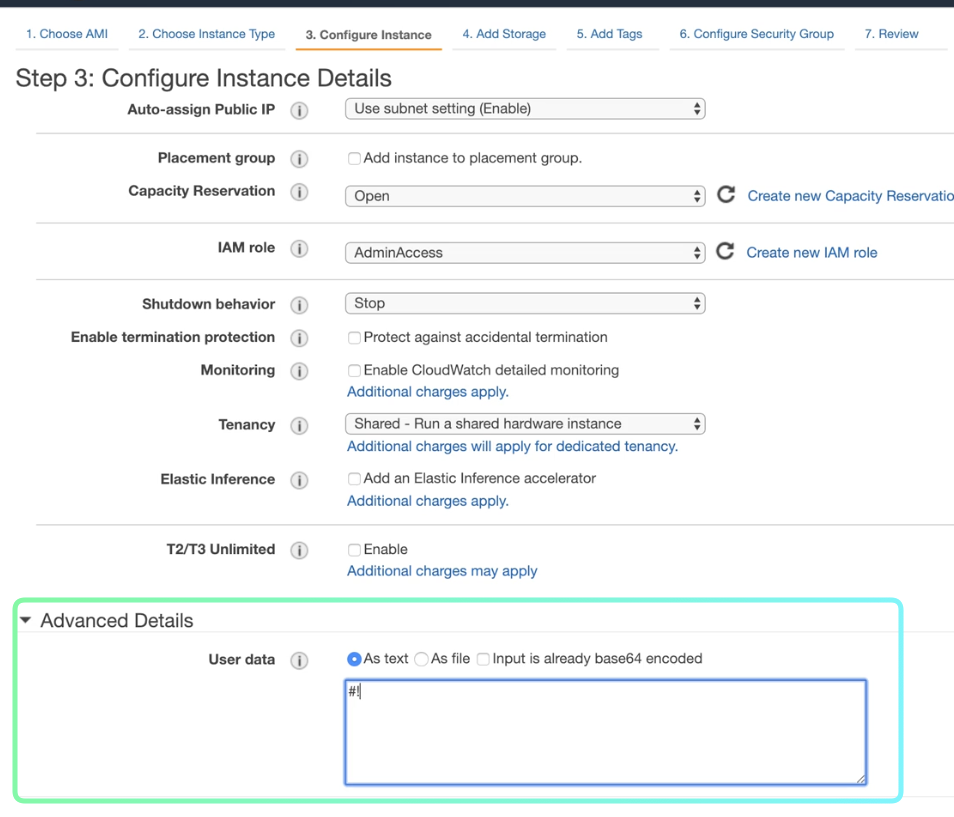 1. Choose AMI 2. Choose Instance Type 3. Configure Instance 4. Add Storage 5. Add Tags 6. Configure Security Group 7. Review
Step 3: Configure Instance Details
Auto-assign Public IP i Use subnet setting (Enable)
Placement group i Add instance to placement group.
Capacity Reservation i Open Create new Capacity Reservatio
IAM role i AdminAccess Create new IAM role
Shutdown behavior i Stop
Enable termination protection i Protect against accidental termination
Monitoring i Enable CloudWatch detailed monitoring
Additional charges apply.
Tenancy i Shared - Run a shared hardware instance
Additional charges will apply for dedicated tenancy.
Elastic Inference i Add an Elastic Inference accelerator
Additional charges apply.
T2/T3 Unlimited i Enable
Additional charges may apply
Advanced Details
User data i As text As file Input is already base64 encoded
#!